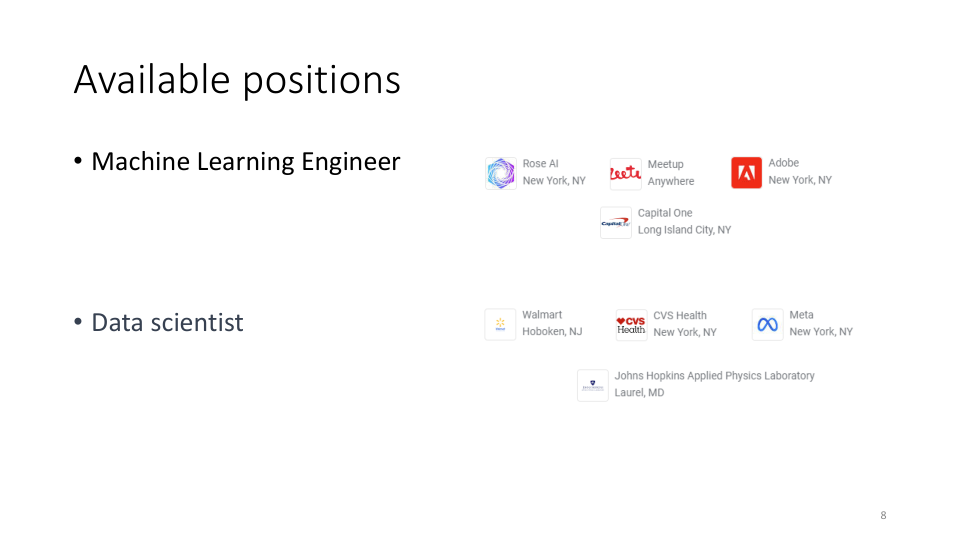 Available positions
• Machine Learning Engineer
Rose AI
New York, NY
Meetup
Anywhere
Adobe
New York, NY
Capital One
Long Island City, NY
• Data scientist
Walmart
Hoboken, NJ
CVS
Health
CVS Health
New York, NY
Meta
New York, NY
Johns Hopkins Applied Physics Laboratory
Laurel, MD
8